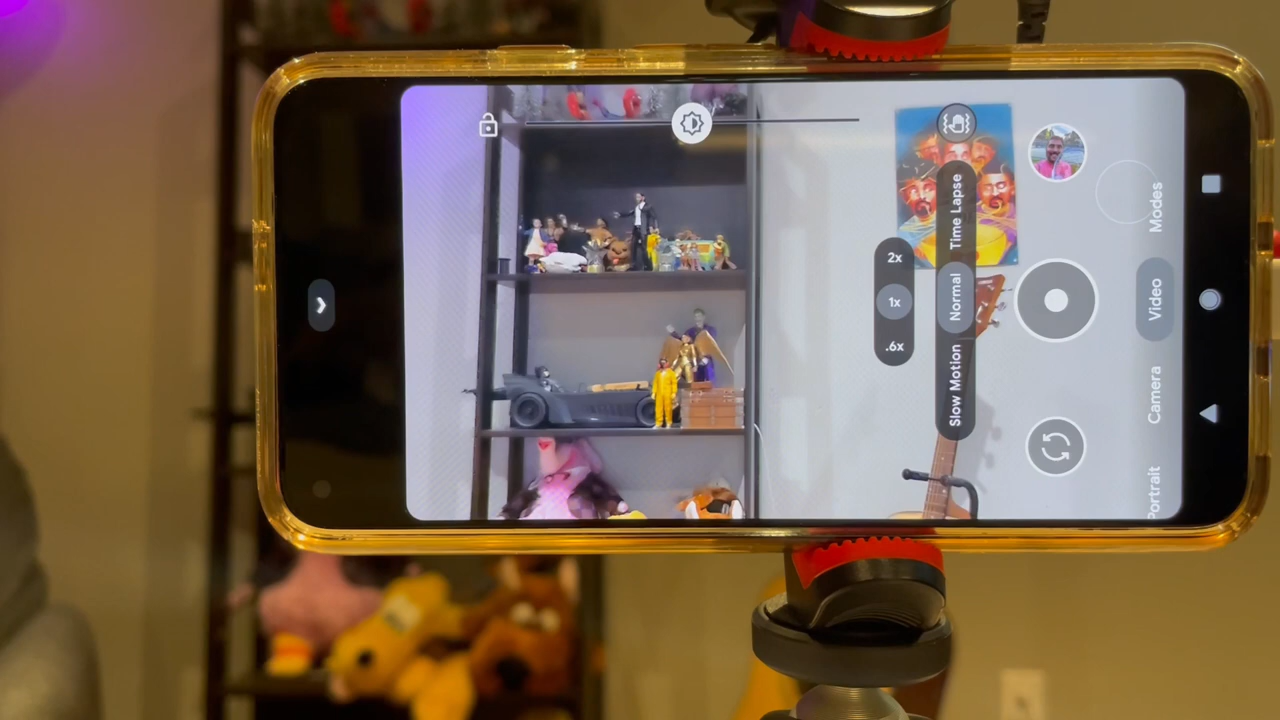 2x
1x
.6x
Time Lapse
Normal
Slow Motion
Modes
Video
Camera
Portrait